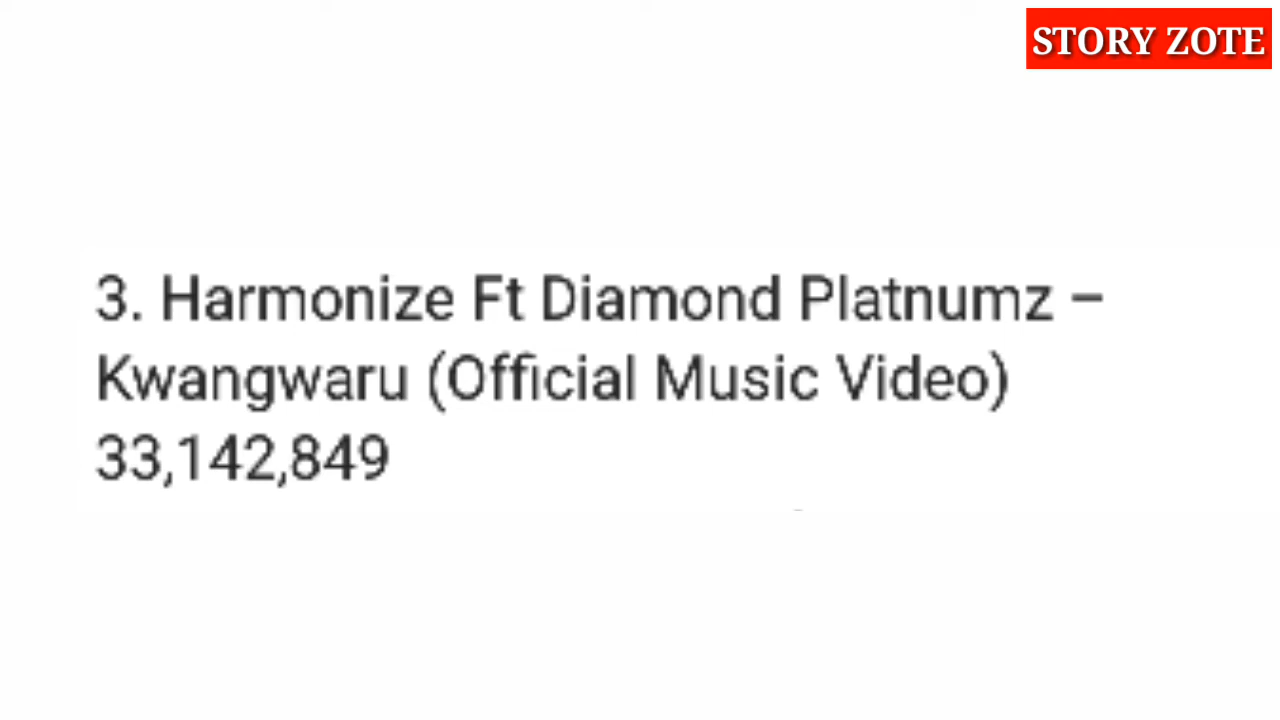 STORY ZOTE
3. Harmonize Ft Diamond Platnumz –
Kwangwaru (Official Music Video)
33,142,849